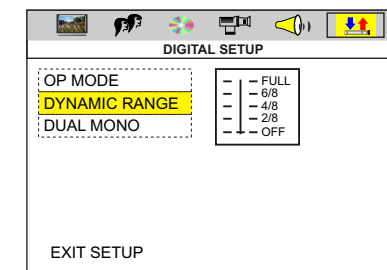 DIGITAL SETUP
OP MODE
DYNAMIC RANGE
DUAL MONO
FULL
6/8
4/8
2/8
OFF
EXIT SETUP